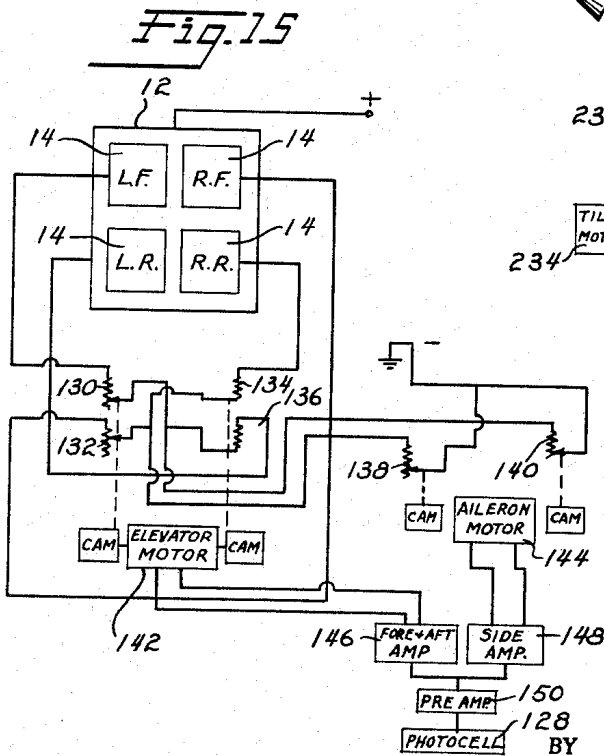 Fig. 15
12
+
14 14
L.F. R.F.
23
14 14
L.R. R.R.
TIL
MOT
234
-
130 134
136
132
138 140
CAM ELEVATOR MOTOR CAM
CAM AILERON MOTOR CAM
142
144
146 FORE & AFT AMP SIDE AMP. 148
PRE AMP 150
PHOTOCELL 128
BY